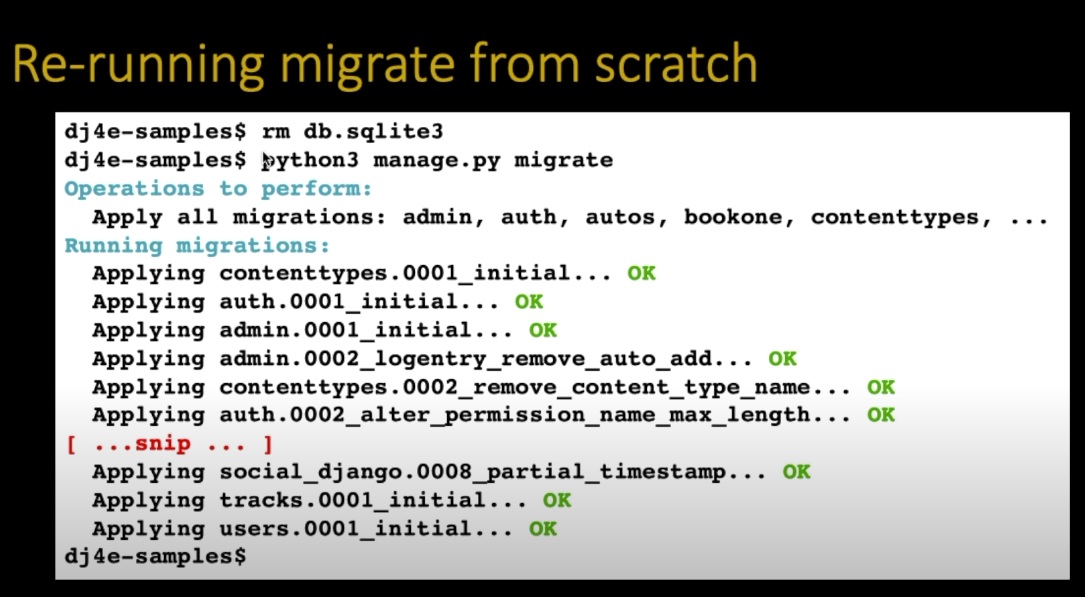 Re-running migrate from scratch
dj4e-samples$ rm db.sqlite3
dj4e-samples$ python3 manage.py migrate
Operations to perform:
  Apply all migrations: admin, auth, autos, bookone, contenttypes, ...
Running migrations:
  Applying contenttypes.0001_initial... OK
  Applying auth.0001_initial... OK
  Applying admin.0001_initial... OK
  Applying admin.0002_logentry_remove_auto_add... OK
  Applying contenttypes.0002_remove_content_type_name... OK
  Applying auth.0002_alter_permission_name_max_length... OK
[ ...snip ... ]
  Applying social_django.0008_partial_timestamp... OK
  Applying tracks.0001_initial... OK
  Applying users.0001_initial... OK
dj4e-samples$